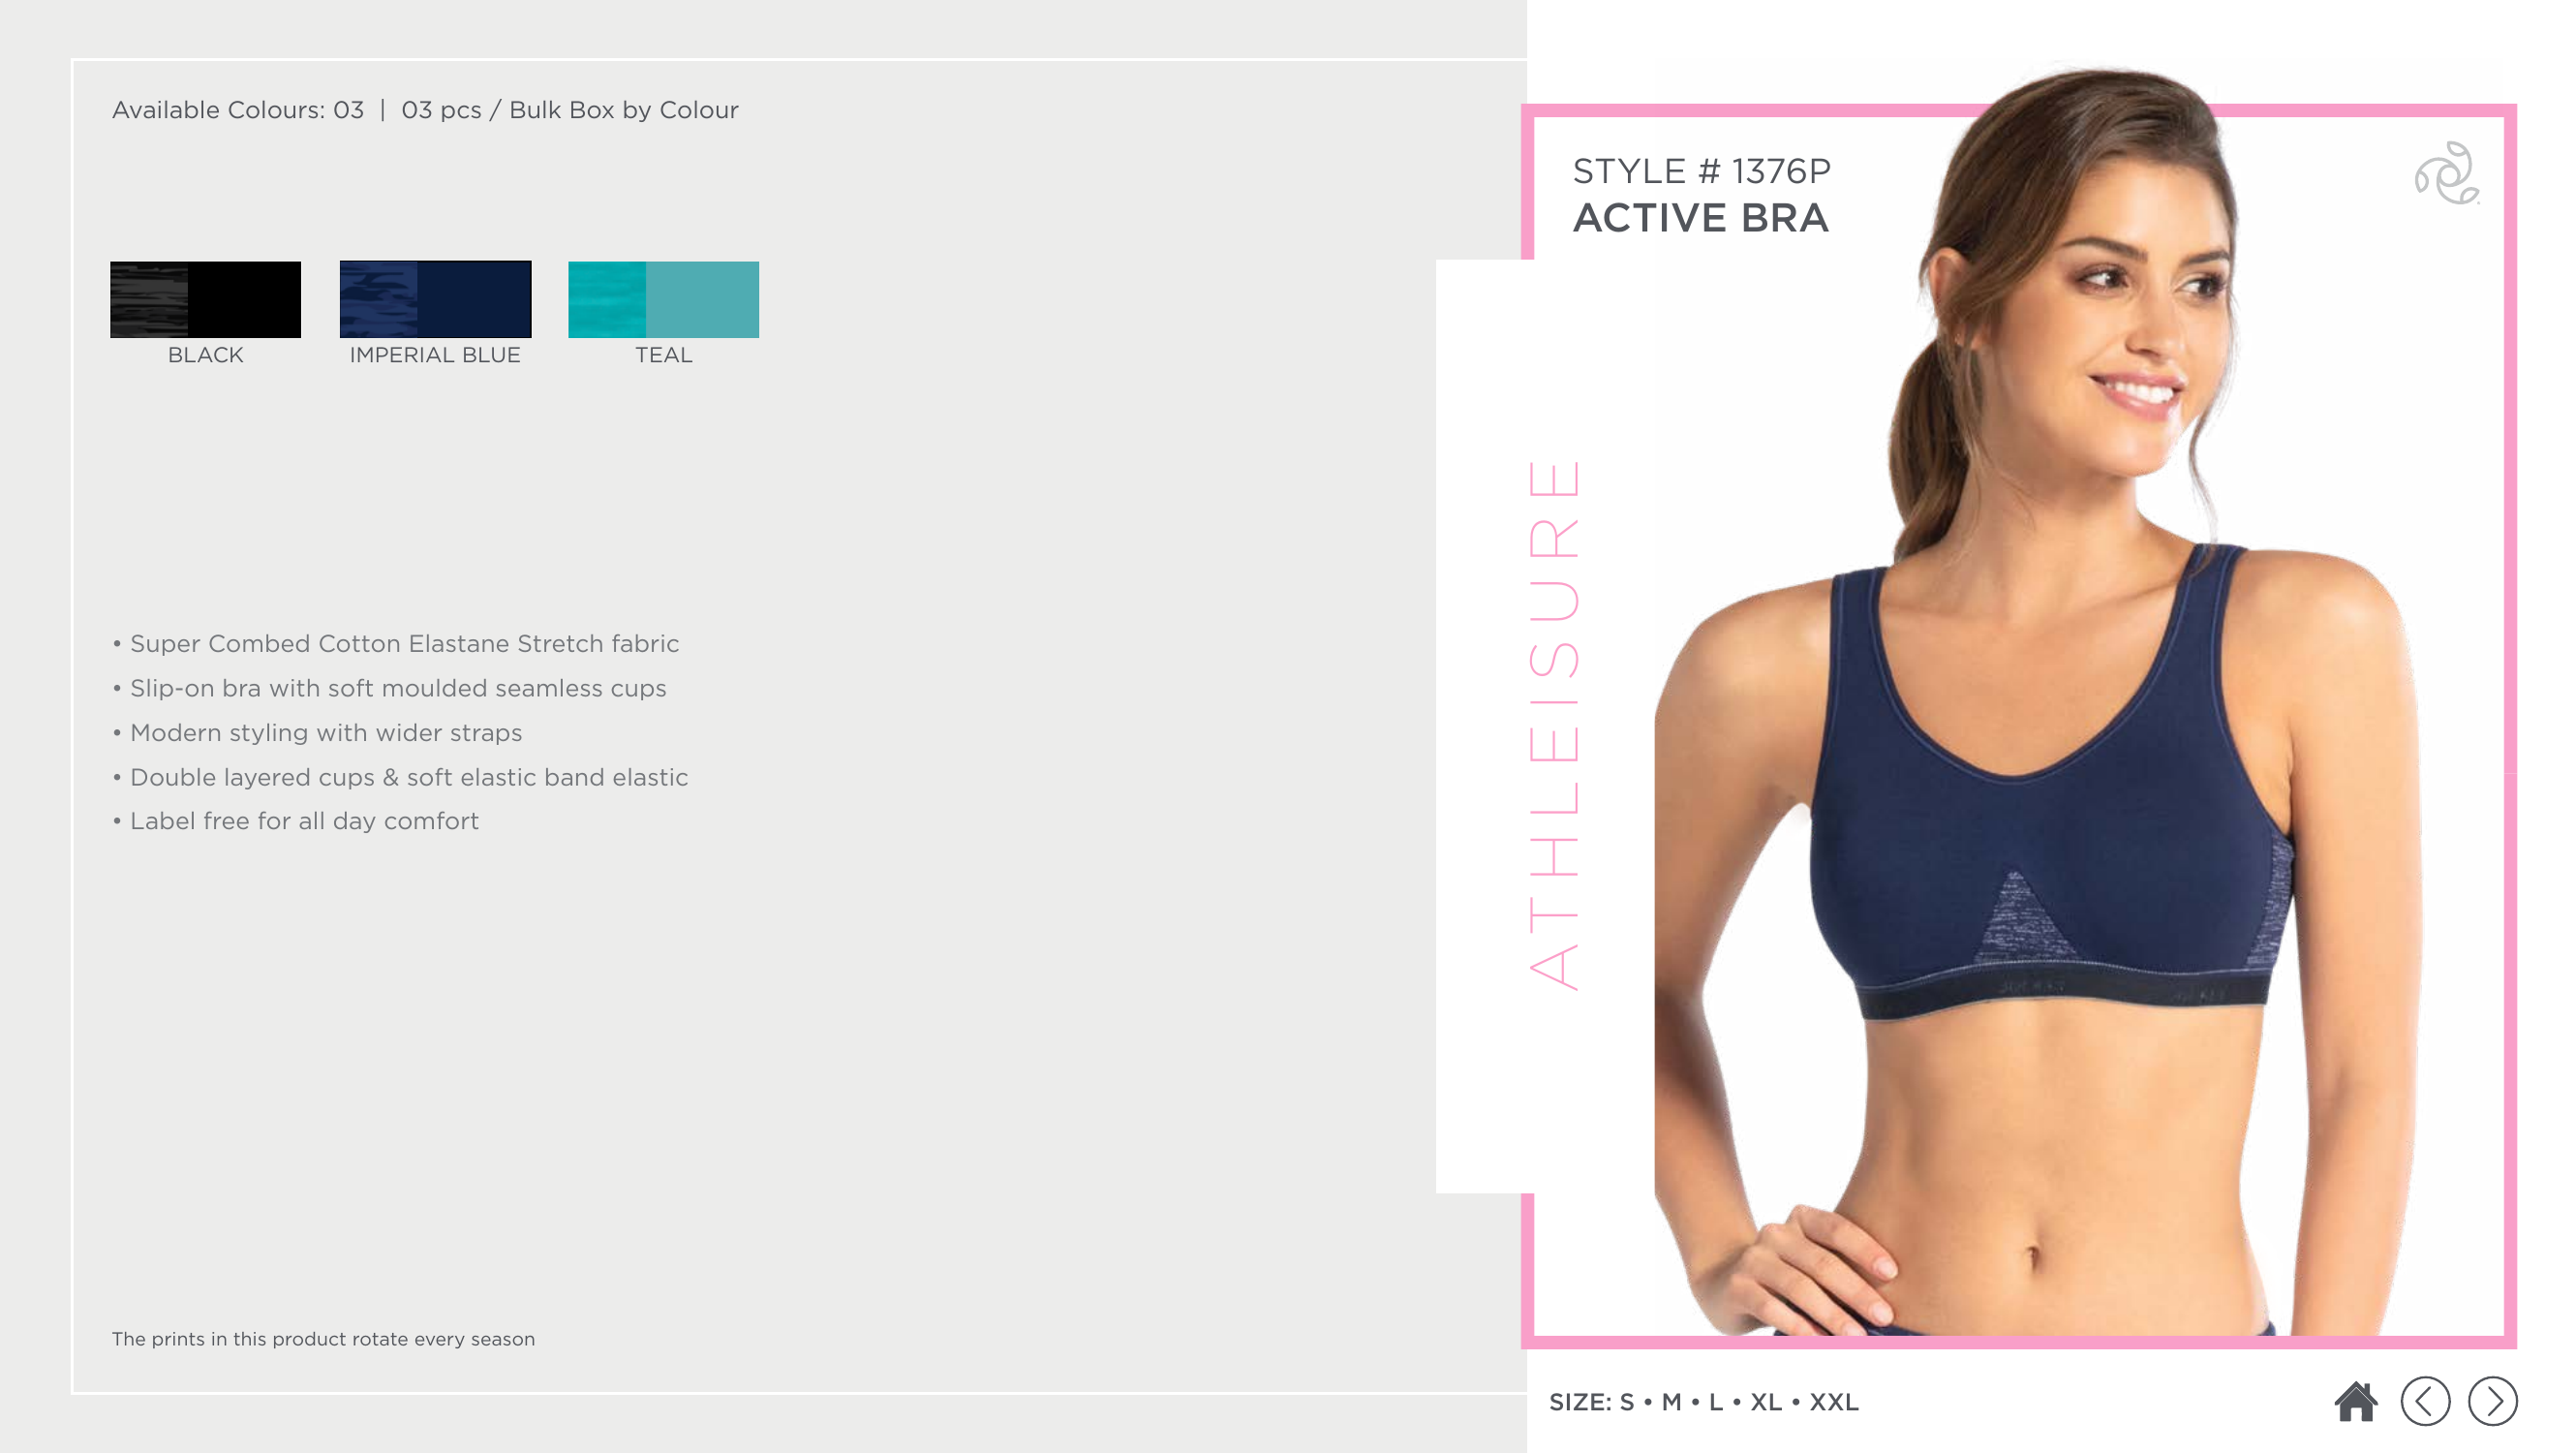 Available Colours: 03 | 03 pcs / Bulk Box by Colour
BLACK
IMPERIAL BLUE
TEAL
• Super Combed Cotton Elastane Stretch fabric
• Slip-on bra with soft moulded seamless cups
• Modern styling with wider straps
• Double layered cups & soft elastic band elastic
• Label free for all day comfort
The prints in this product rotate every season
STYLE # 1376P
ACTIVE BRA
ATHLEISURE
SIZE: S • M • L • XL • XXL